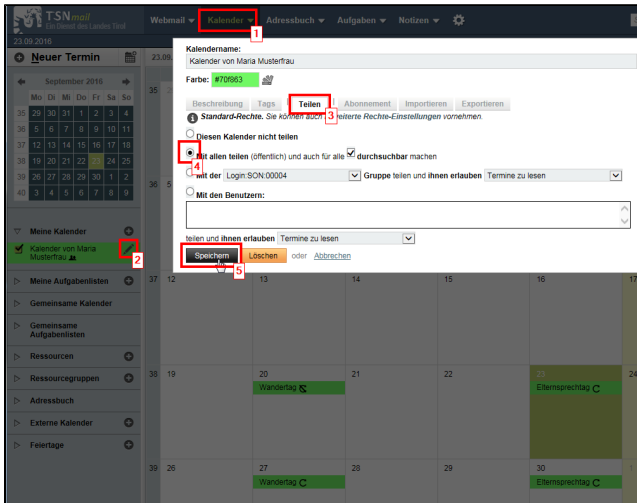 TSNmail
Ein Dienst des Landes Tirol
Webmail Kalender Adressbuch Aufgaben Notizen
1
23.09.2016
Neuer Termin
23.09.
September 2016
Mo Di Mi Do Fr Sa So
35 29 30 31 1 2 3 4
36 5 6 7 8 9 10 11
37 12 13 14 15 16 17 18
38 19 20 21 22 23 24 25
39 26 27 28 29 30 1 2
40 3 4 5 6 7 8 9
Meine Kalender
Kalender von Maria
Musterfrau
2
Meine Aufgabenlisten
Gemeinsame Kalender
Gemeinsame
Aufgabenlisten
Ressourcen
Ressourcegruppen
Adressbuch
Externe Kalender
Feiertage
Kalendername:
Kalender von Maria Musterfrau
Farbe: #70f863
Beschreibung Tags Teilen Abonnement Importieren Exportieren
3
Standard-Rechte. Sie können auch erweiterte Rechte-Einstellungen vornehmen
Diesen Kalender nicht teilen
Mit allen teilen (öffentlich) und auch für alle durchsuchbar machen
4
Mit der Login:SON:00004 Gruppe teilen und ihnen erlauben Termine zu lesen
Mit den Benutzern:
teilen und ihnen erlauben Termine zu lesen
Speichern Löschen oder Abbrechen
5
35
36 5
37 12 13 14 15 16 17
38 19 20 21 22 23 24
Wandertag Elternsprechtag
39 26 27 28 29 30
Wandertag Elternsprechtag